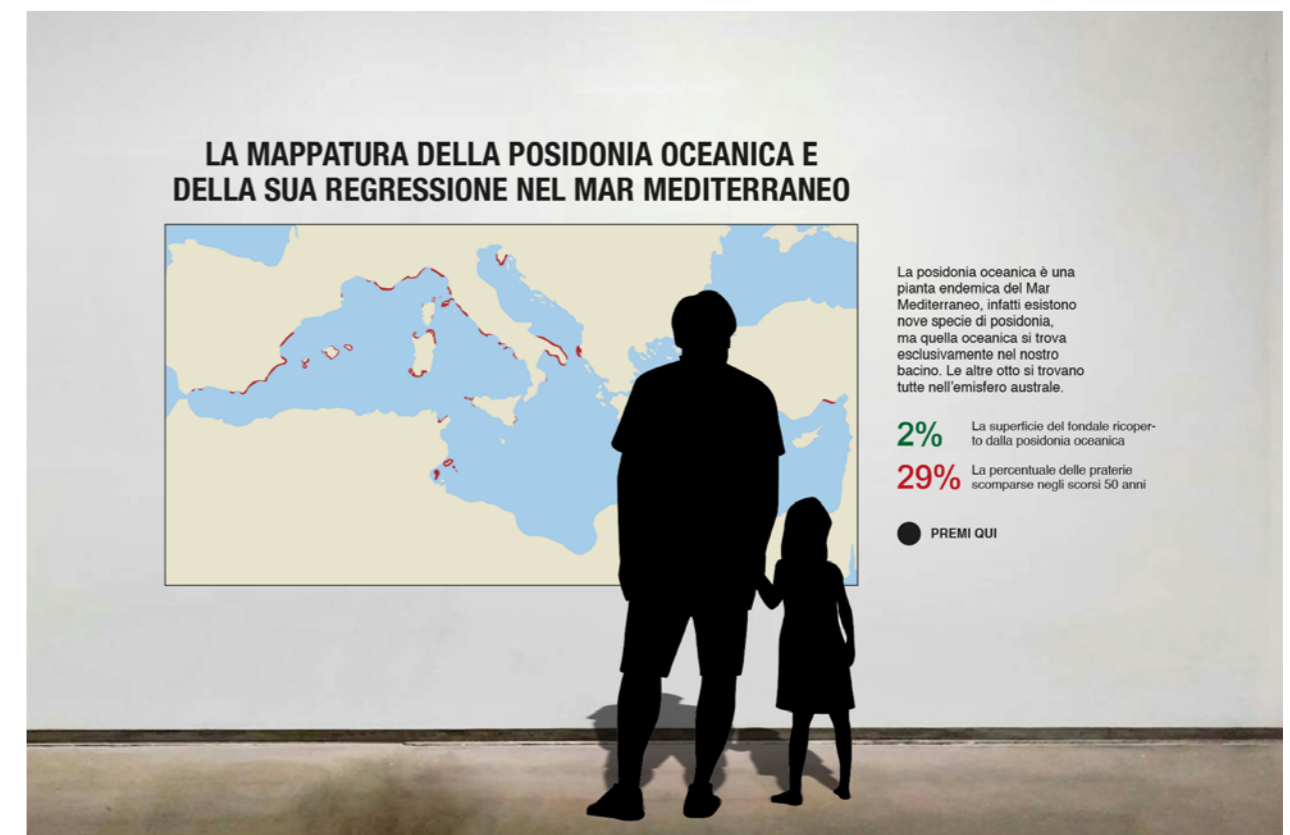 LA MAPPATURA DELLA POSIDONIA OCEANICA E
DELLA SUA REGRESSIONE NEL MAR MEDITERRANEO
La posidonia oceanica è una
pianta endemica del Mar
Mediterraneo, infatti esistono
nove specie di posidonia,
ma quella oceanica si trova
esclusivamente nel nostro
bacino. Le altre otto si trovano
tutte nell'emisfero australe.
2% La superficie del fondale ricoper-
to dalla posidonia oceanica
29% La percentuale delle praterie
scomparse negli scorsi 50 anni
PREMI QUI